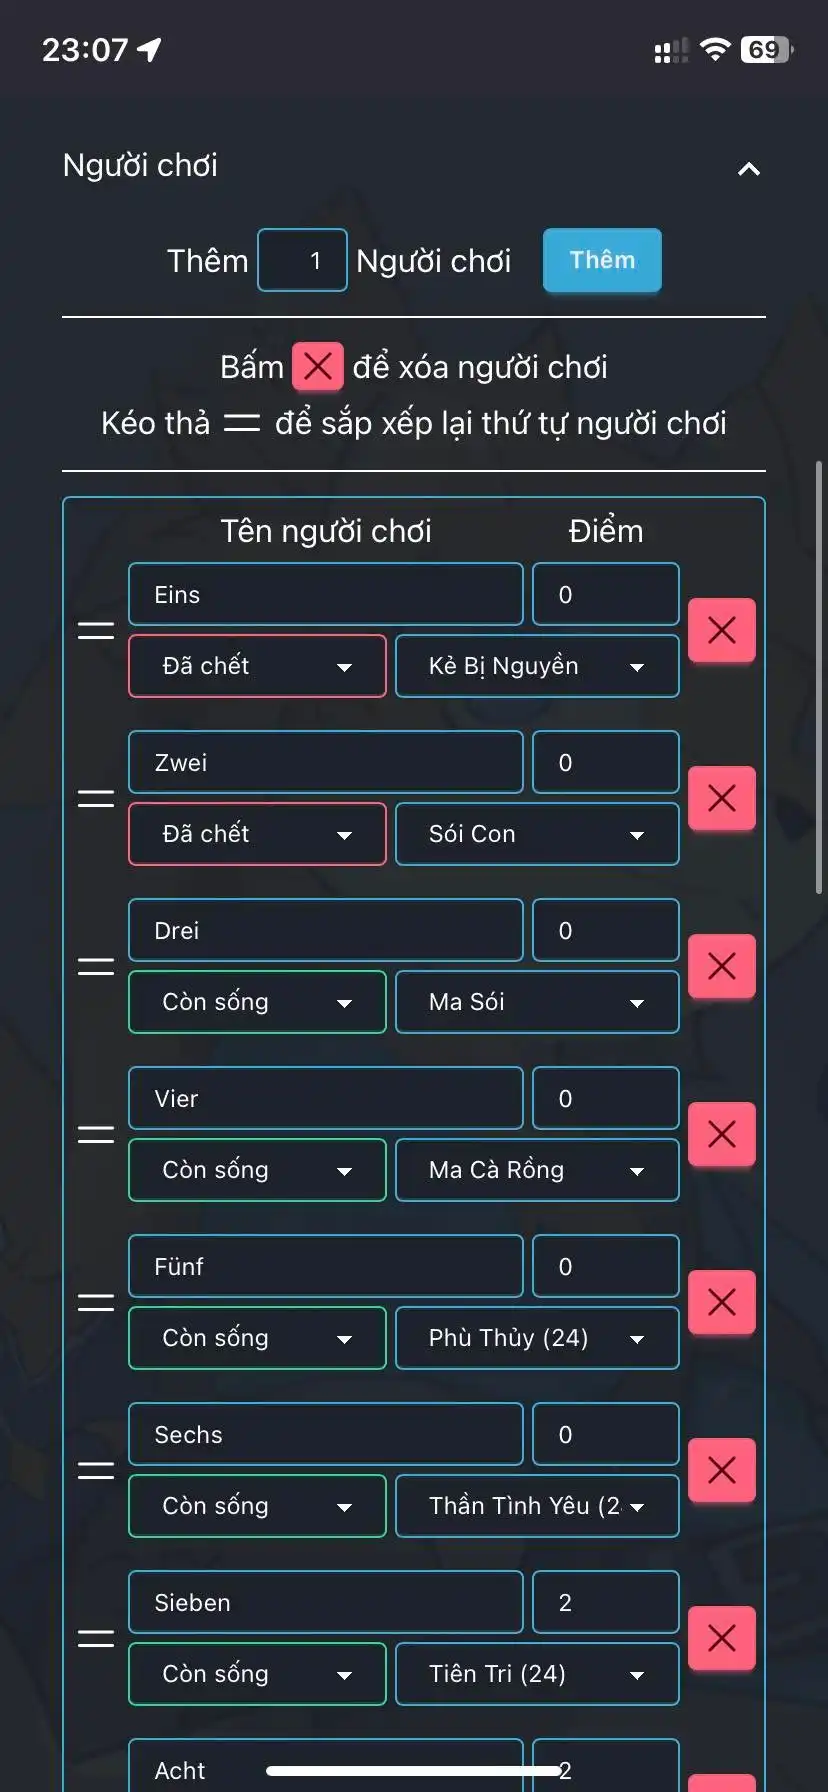 23:07
69
Người chơi
Thêm 1 Người chơi Thêm
Bấm để xóa người chơi
Kéo thả để sắp xếp lại thứ tự người chơi
Tên người chơi Điểm
Eins 0
Đã chết Kẻ Bị Nguyền
Zwei 0
Đã chết Sói Con
Drei 0
Còn sống Ma Sói
Vier 0
Còn sống Ma Cà Rồng
Fünf 0
Còn sống Phù Thủy (24)
Sechs 0
Còn sống Thần Tình Yêu (2
Sieben 2
Còn sống Tiên Tri (24)
Acht 2